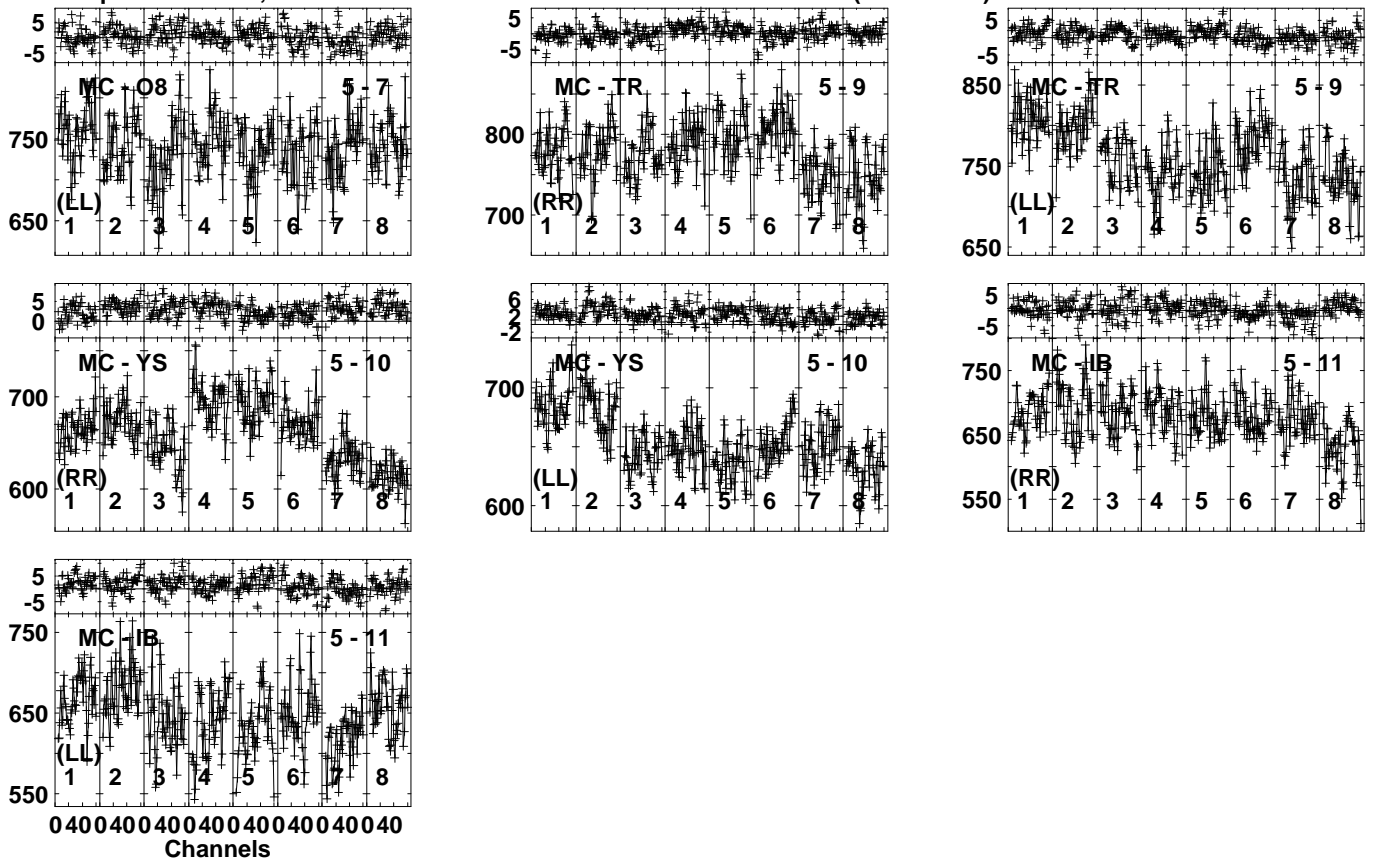 5 5 5
-5 -5 -5
MC - O8 5 - 7 MC - TR 5 - 9 850 MC - TR 5 - 9
750 800 750
650 (LL) 700 (RR) 650 (LL)
1 2 3 4 5 6 7 8 1 2 3 4 5 6 7 8 1 2 3 4 5 6 7 8
5 6 5
0 2 -5
-2
MC - YS 5 - 10 MC - YS 5 - 10 MC - IB 5 - 11
700 700 750
600 (RR) 600 (LL) 650
550 (RR)
1 2 3 4 5 6 7 8 1 2 3 4 5 6 7 8 1 2 3 4 5 6 7 8
5
-5
750 MC - IB 5 - 11
650
(LL)
550 1 2 3 4 5 6 7 8
0 40 0 40 0 40 0 40 0 40 0 40 0 40 0 40
Channels